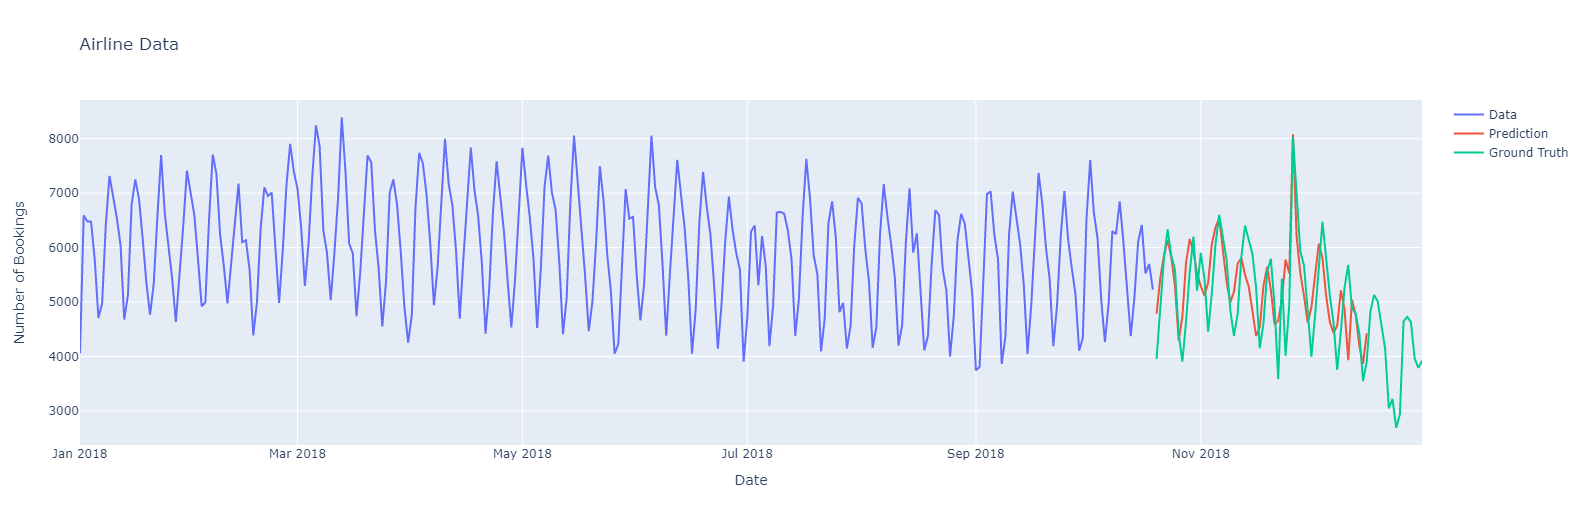 Airline Data
Data
Prediction
Ground Truth
8000
7000
6000
5000
4000
3000
Number of Bookings
Jan 2018
Mar 2018
May 2018
Jul 2018
Sep 2018
Nov 2018
Date